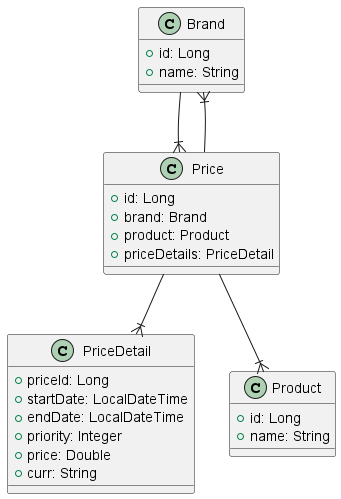 C Brand
id: Long
name: String
C Price
id: Long
brand: Brand
product: Product
priceDetails: PriceDetail
C PriceDetail
priceId: Long
startDate: LocalDateTime
endDate: LocalDateTime
priority: Integer
price: Double
curr: String
C Product
id: Long
name: String